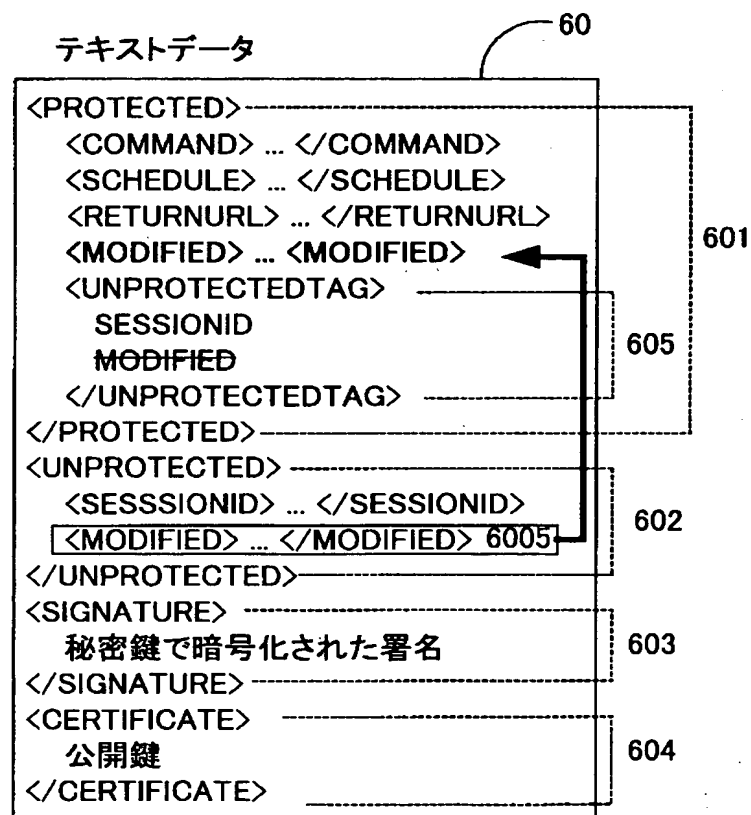 60
テキストデータ
<PROTECTED>
<COMMAND> ... </COMMAND>
<SCHEDULE> ... </SCHEDULE>
<RETURNURL> ... </RETURNURL>
<MODIFIED> ... <MODIFIED>
601
<UNPROTECTEDTAG>
SESSIONID
605
MODIFIED
</UNPROTECTEDTAG>
</PROTECTED>
<UNPROTECTED>
<SESSSIONID> ... </SESSIONID>
602
<MODIFIED> ... </MODIFIED> 6005
</UNPROTECTED>
<SIGNATURE>
秘密鍵で暗号化された署名
603
</SIGNATURE>
<CERTIFICATE>
公開鍵
604
</CERTIFICATE>